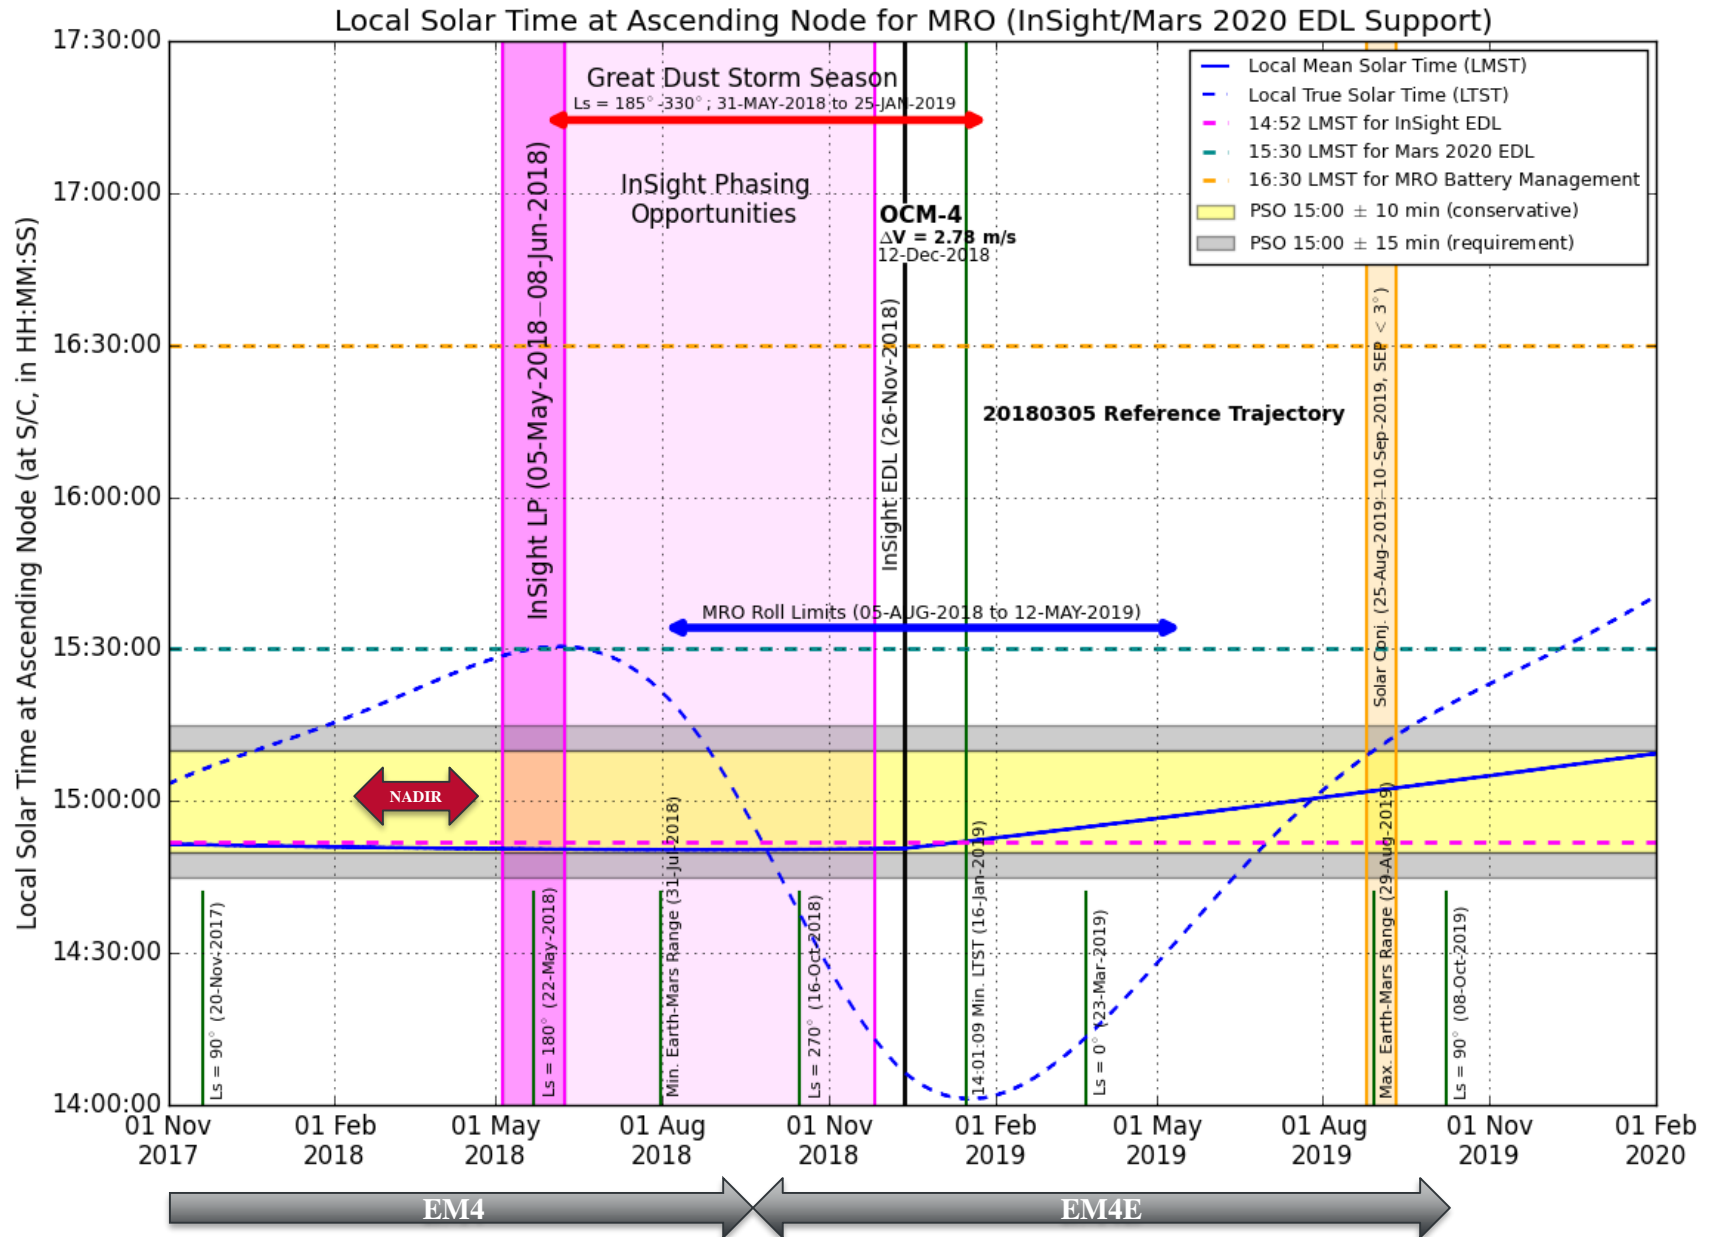 Local Solar Time at Ascending Node for MRO (InSight/Mars 2020 EDL Support)
Local Solar Time at Ascending Node (at S/C, in HH:MM:SS)
17:30:00
17:00:00
16:30:00
16:00:00
15:30:00
15:00:00
14:30:00
14:00:00
Great Dust Storm Season
Ls = 185°-330°; 31-MAY-2018 to 25-JAN-2019
InSight Phasing
Opportunities
OCM-4
ΔV = 2.78 m/s
12-Dec-2018
Local Mean Solar Time (LMST)
Local True Solar Time (LTST)
14:52 LMST for InSight EDL
15:30 LMST for Mars 2020 EDL
16:30 LMST for MRO Battery Management
PSO 15:00 ± 10 min (conservative)
PSO 15:00 ± 15 min (requirement)
InSight LP (05-May-2018–08-Jun-2018)
InSight EDL (26-Nov-2018)
20180305 Reference Trajectory
Solar Conj. (25-Aug-2019–10-Sep-2019, SEP < 3°)
MRO Roll Limits (05-AUG-2018 to 12-MAY-2019)
NADIR
Ls = 90° (20-Nov-2017)
Ls = 180° (22-May-2018)
Min. Earth-Mars Range (31-Jul-2018)
Ls = 270° (16-Oct-2018)
14:01:09 Min. LTST (16-Jan-2019)
Ls = 0° (23-Mar-2019)
Max. Earth-Mars Range (29-Aug-2019)
Ls = 90° (08-Oct-2019)
01 Nov 2017
01 Feb 2018
01 May 2018
01 Aug 2018
01 Nov 2018
01 Feb 2019
01 May 2019
01 Aug 2019
01 Nov 2019
01 Feb 2020
EM4
EM4E